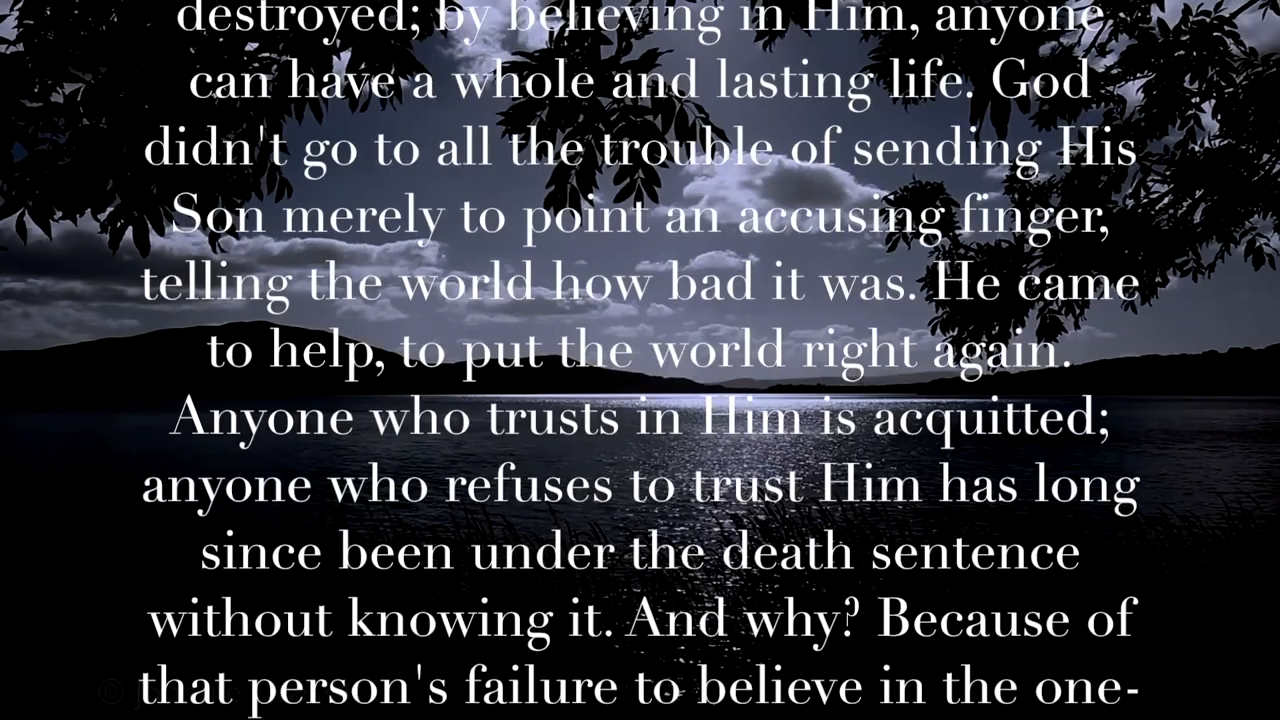 destroyed; by believing in Him, anyone
can have a whole and lasting life. God
didn't go to all the trouble of sending His
Son merely to point an accusing finger,
telling the world how bad it was. He came
to help, to put the world right again.
Anyone who trusts in Him is acquitted;
anyone who refuses to trust Him has long
since been under the death sentence
without knowing it. And why? Because of
that person's failure to believe in the one-